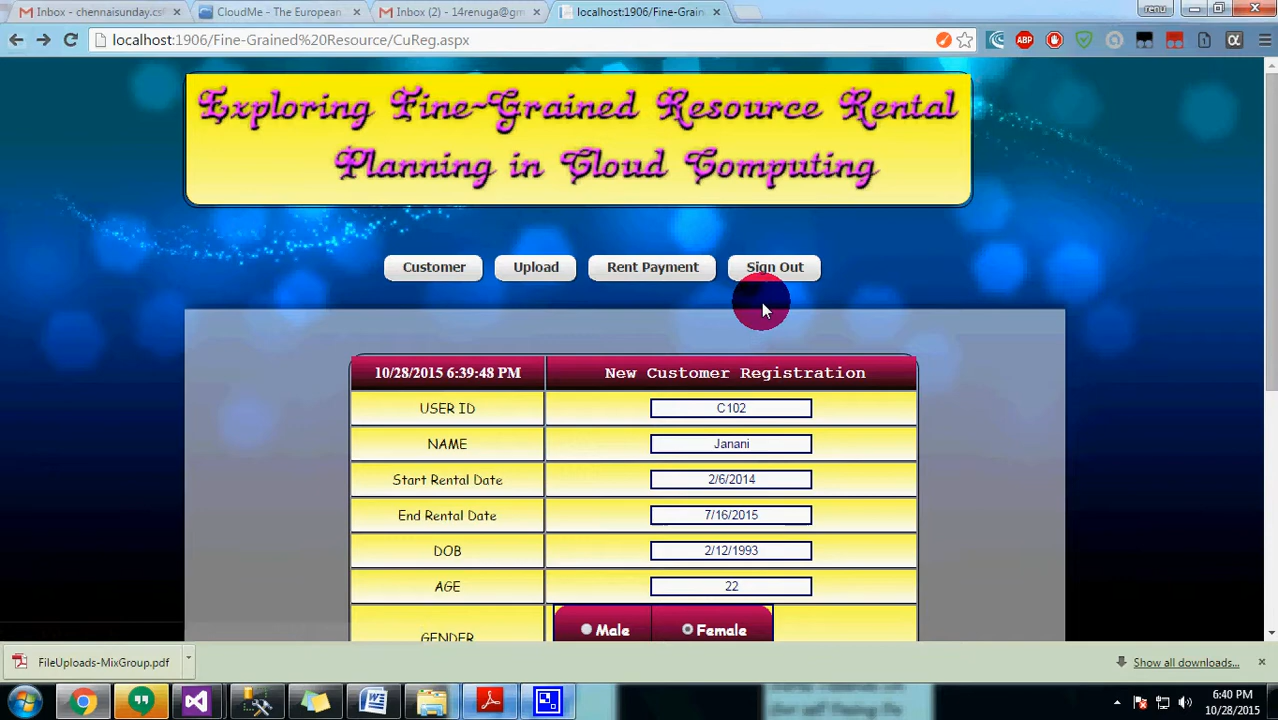 Inbox - chennaisunday.cs
CloudMe - The European
Inbox (2) - 14renuga@gm
localhost:1906/Fine-Grain
renu
localhost:1906/Fine-Grained%20Resource/CuReg.aspx
ABP
Exploring Fine-Grained Resource Rental
Planning in Cloud Computing
Customer
Upload
Rent Payment
Sign Out
10/28/2015 6:39:48 PM
New Customer Registration
USER ID
C102
NAME
Janani
Start Rental Date
2/6/2014
End Rental Date
7/16/2015
DOB
2/12/1993
AGE
22
GENDER
Male
Female
FileUploads-MixGroup.pdf
Show all downloads...
6:40 PM
10/28/2015